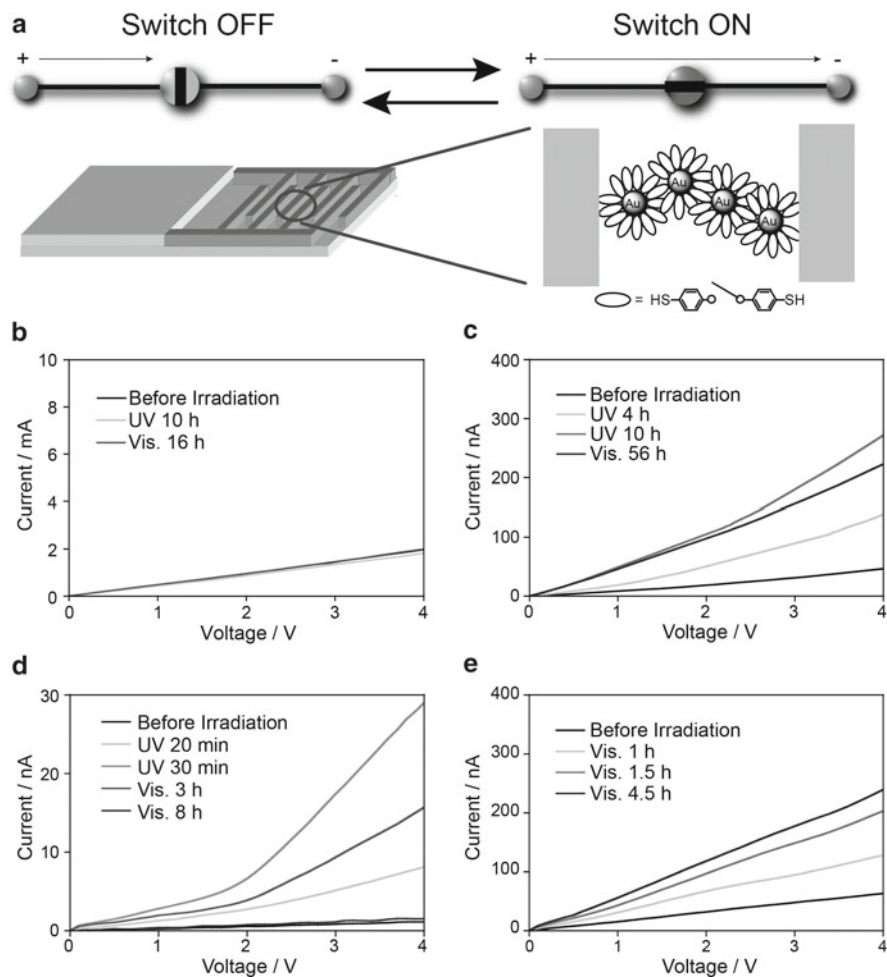 a
Switch OFF
Switch ON
+ -
+ -
Au
Au
Au
Au
= HS SH
b
10
8
6
4
2
0
Current / mA
Before Irradiation
UV 10 h
Vis. 16 h
0 1 2 3 4
Voltage / V
c
400
300
200
100
0
Current / nA
Before Irradiation
UV 4 h
UV 10 h
Vis. 56 h
0 1 2 3 4
Voltage / V
d
30
20
10
0
Current / nA
Before Irradiation
UV 20 min
UV 30 min
Vis. 3 h
Vis. 8 h
0 1 2 3 4
Voltage / V
e
400
300
200
100
0
Current / nA
Before Irradiation
Vis. 1 h
Vis. 1.5 h
Vis. 4.5 h
0 1 2 3 4
Voltage / V